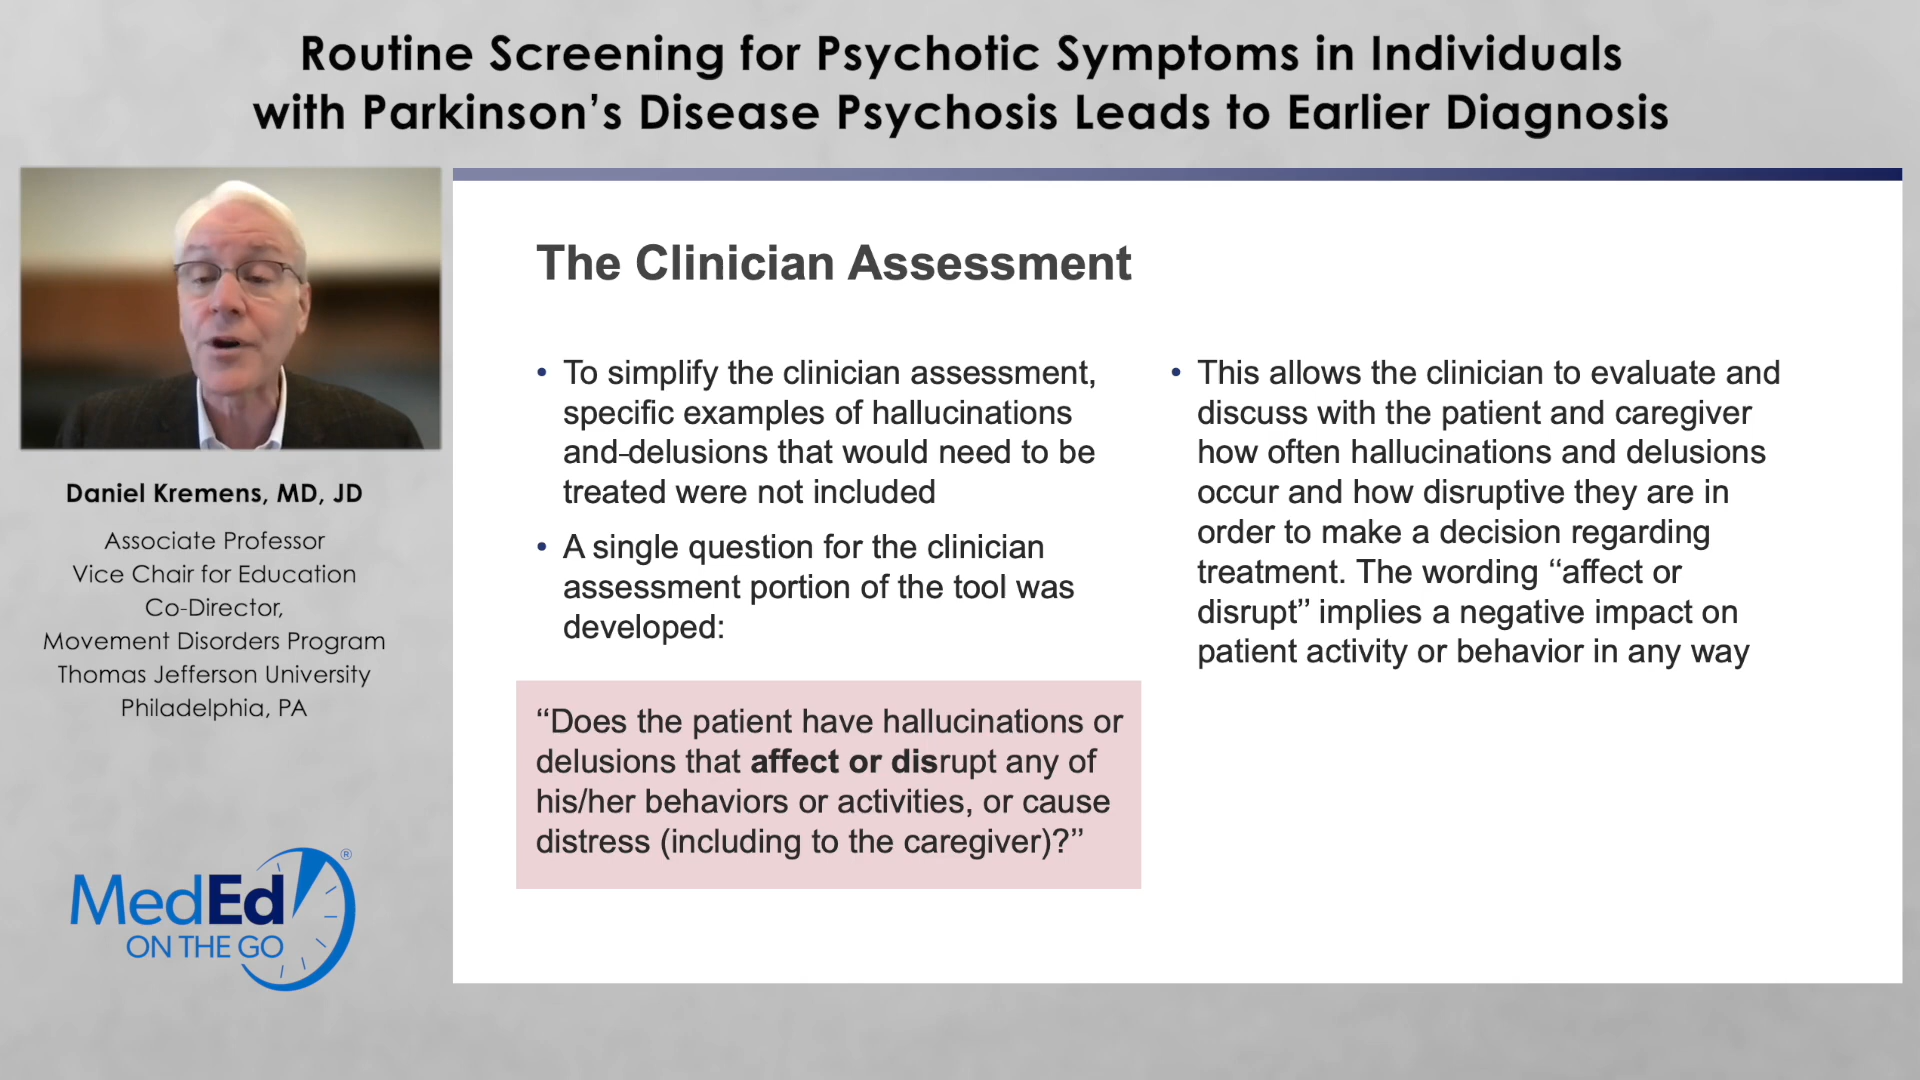 Routine Screening for Psychotic Symptoms in Individuals
with Parkinson’s Disease Psychosis Leads to Earlier Diagnosis
Daniel Kremens, MD, JD
Associate Professor
Vice Chair for Education
Co-Director,
Movement Disorders Program
Thomas Jefferson University
Philadelphia, PA
MedEd®
ON THE GO
The Clinician Assessment
• To simplify the clinician assessment,
specific examples of hallucinations
and-delusions that would need to be
treated were not included
• A single question for the clinician
assessment portion of the tool was
developed:
“Does the patient have hallucinations or
delusions that affect or disrupt any of
his/her behaviors or activities, or cause
distress (including to the caregiver)?”
• This allows the clinician to evaluate and
discuss with the patient and caregiver
how often hallucinations and delusions
occur and how disruptive they are in
order to make a decision regarding
treatment. The wording “affect or
disrupt” implies a negative impact on
patient activity or behavior in any way